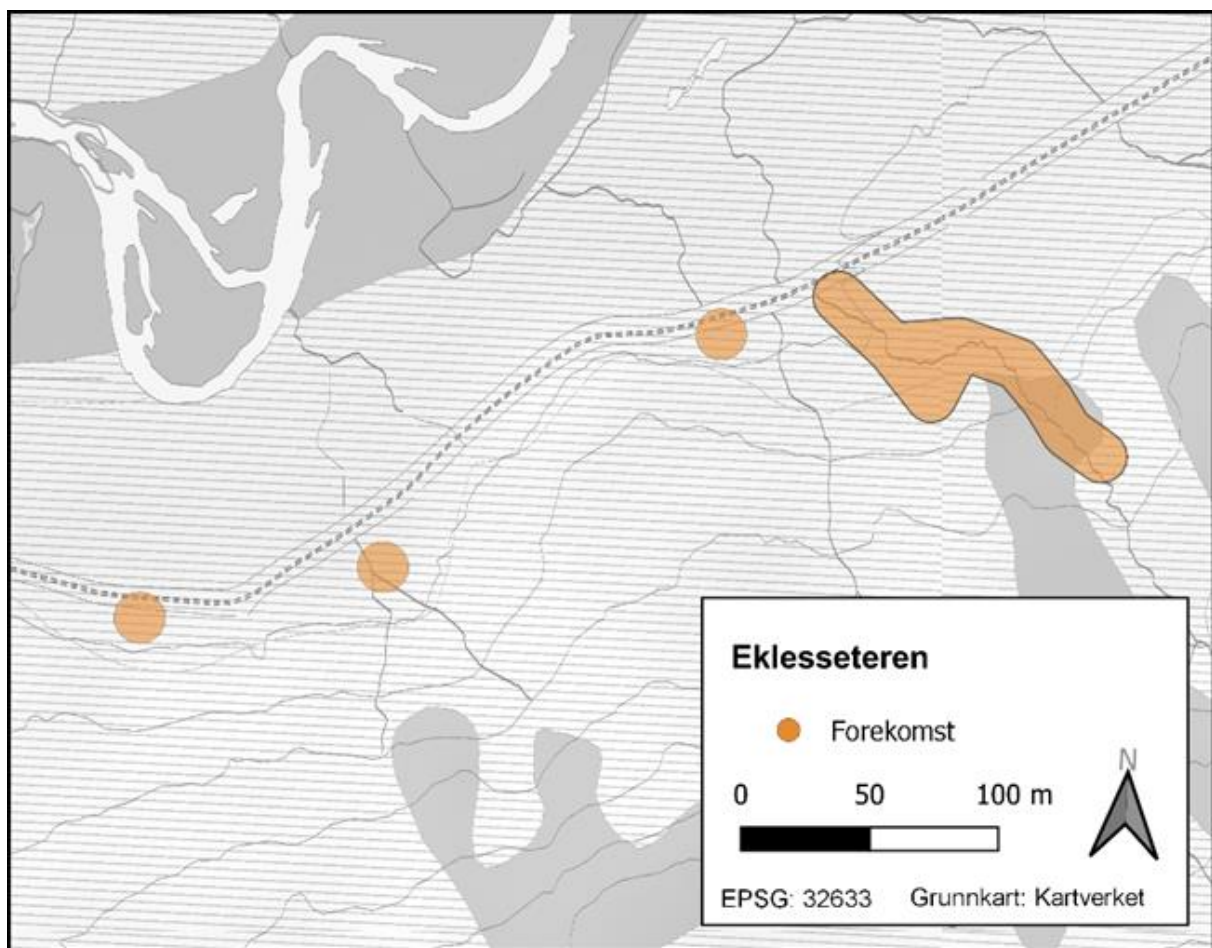 Eklesseteren
Forekomst
0 50 100 m
N
EPSG: 32633 Grunnkart: Kartverket